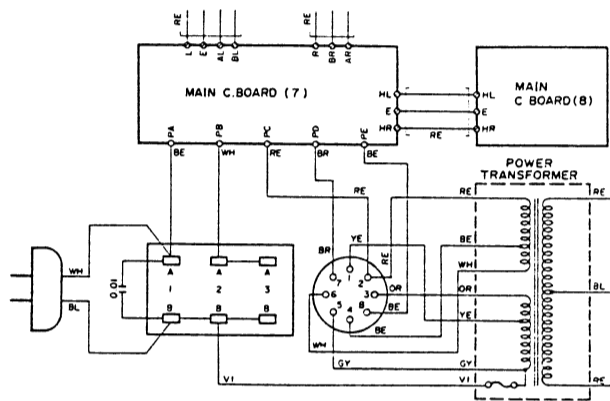 RE RE
L E AL BL R BR AR
MAIN C.BOARD (7)
HL HL
E E
HR HR
RE
MAIN
C BOARD (8)
PA PB PC PD PE
BE WH RE BR BE
POWER
TRANSFORMER
RE RE RE
BR YE RE BE
WH A A A
0.01 1 2 3
BL B B B
7 1 2
6 3 OR
5 4 8
WH
OR BL
YE
BE BE
WH GY GY
VI VI RE